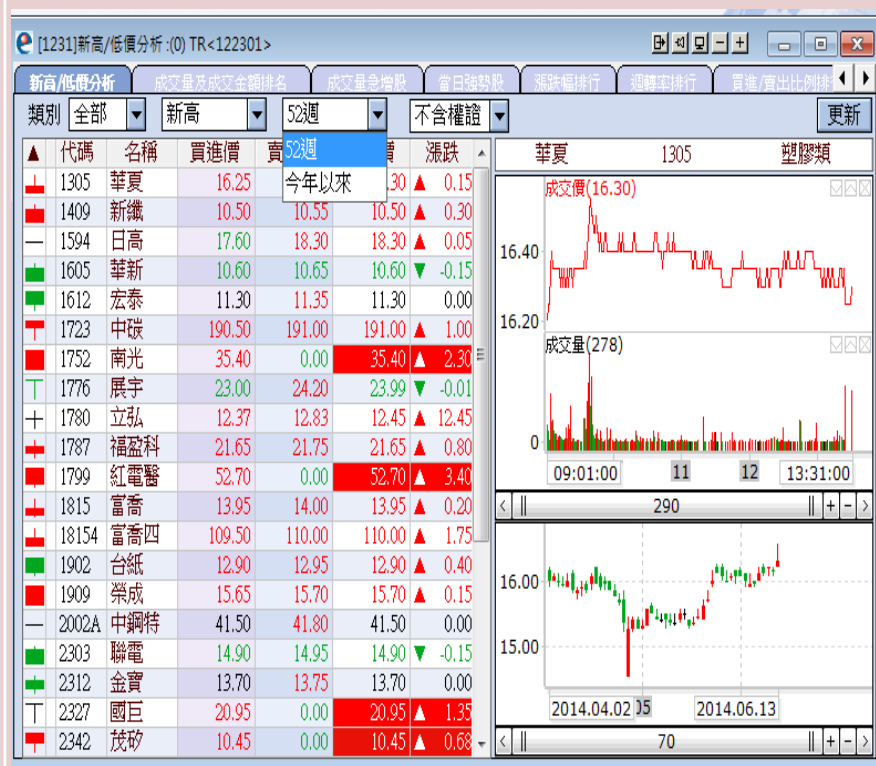 [1231]新高/低價分析 :(0) TR<122301>
新高/低價分析 成交量及成交金額排名 成交量急增股 當日強勢股 漲跌幅排行 週轉率排行 買進/賣出比例排
類別 全部 新高 52週 不含權證 更新
52週
今年以來
代碼 名稱 買進價 賣 價 漲跌
1305 華夏 16.25 .30 ▲ 0.15
1409 新纖 10.50 10.55 10.50 ▲ 0.30
1594 日高 17.60 18.30 18.30 ▲ 0.05
1605 華新 10.60 10.65 10.60 ▼ -0.15
1612 宏泰 11.30 11.35 11.30 0.00
1723 中碳 190.50 191.00 191.00 ▲ 1.00
1752 南光 35.40 0.00 35.40 ▲ 2.30
1776 展宇 23.00 24.20 23.99 ▼ -0.01
1780 立弘 12.37 12.83 12.45 ▲ 12.45
1787 福盈科 21.65 21.75 21.65 ▲ 0.80
1799 紅電醫 52.70 0.00 52.70 ▲ 3.40
1815 富喬 13.95 14.00 13.95 ▲ 0.20
18154 富喬四 109.50 110.00 110.00 ▲ 1.75
1902 台紙 12.90 12.95 12.90 ▲ 0.40
1909 榮成 15.65 15.70 15.70 ▲ 0.15
2002A 中鋼特 41.50 41.80 41.50 0.00
2303 聯電 14.90 14.95 14.90 ▼ -0.15
2312 金寶 13.70 13.75 13.70 0.00
2327 國巨 20.95 0.00 20.95 ▲ 1.35
2342 茂矽 10.45 0.00 10.45 ▲ 0.68
華夏 1305 塑膠類
成交價(16.30)
16.40
16.20
成交量(278)
0
09:01:00 11 12 13:31:00
290
16.00
15.00
2014.04.02 05 2014.06.13
70